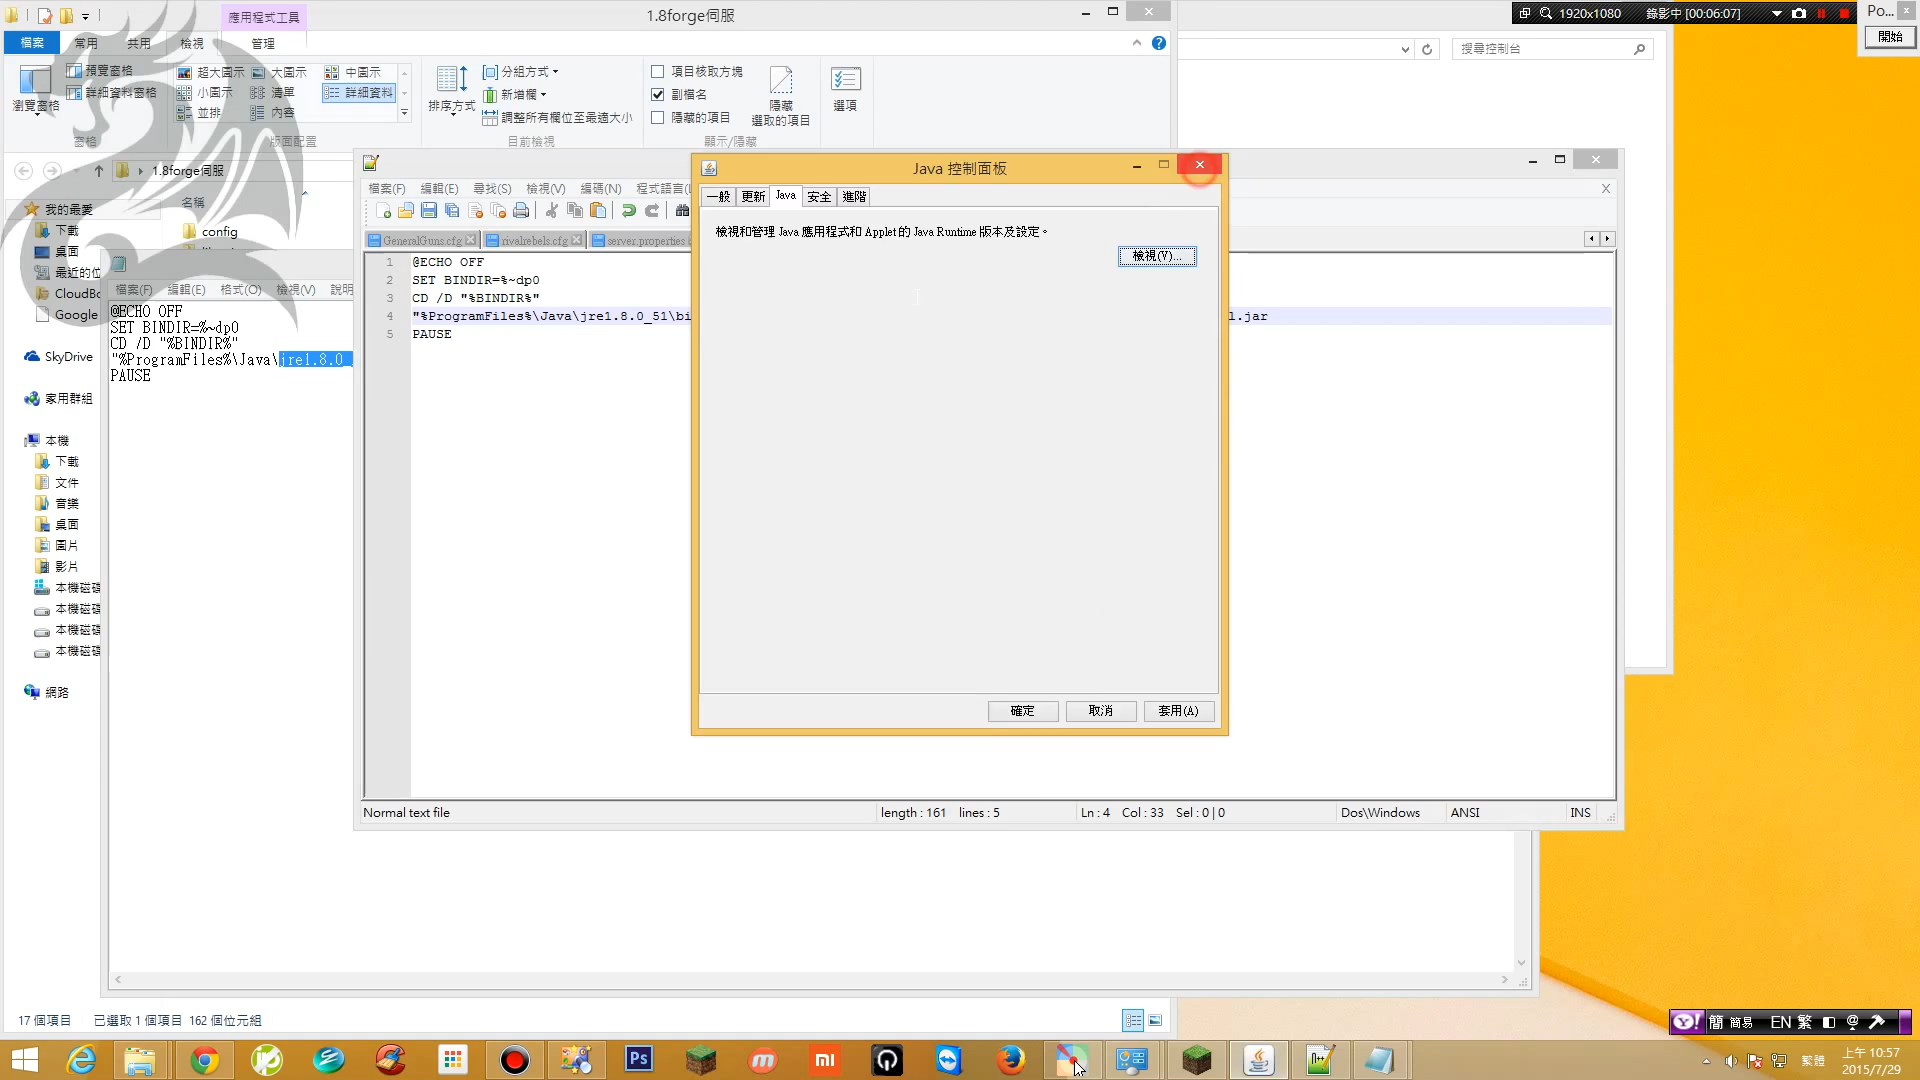 應用程式工具
1.8forge伺服
1920x1080
錄影中 [00:06:07]
Po...
開始
檔案
常用
共用
檢視
管理
搜尋控制台
瀏覽窗格
預覽窗格
詳細資料窗格
窗格
超大圖示
大圖示
中圖示
小圖示
清單
詳細資料
並排
內容
版面配置
排序方式
分組方式
新增欄
調整所有欄位至最適大小
目前檢視
項目核取方塊
副檔名
隱藏的項目
隱藏
選取的項目
顯示/隱藏
選項
1.8forge伺服
名稱
config
我的最愛
下載
桌面
最近的位
CloudBo
Google
SkyDrive
家用群組
本機
下載
文件
音樂
桌面
圖片
影片
本機磁碟
本機磁碟
本機磁碟
本機磁碟
網路
檔案(F)
編輯(E)
格式(O)
檢視(V)
說明
@ECHO OFF
SET BINDIR=%~dp0
CD /D "%BINDIR%"
"%ProgramFiles%\Java\jre1.8.0_
PAUSE
檔案(F)
編輯(E)
尋找(S)
檢視(V)
編碼(N)
程式語言(L
X
GeneralGuns.cfg
rivalrebels.cfg
server.properties
1 @ECHO OFF
2 SET BINDIR=%~dp0
3 CD /D "%BINDIR%"
4 "%ProgramFiles%\Java\jre1.8.0_51\bi
l.jar
5 PAUSE
Java 控制面板
一般
更新
Java
安全
進階
檢視和管理 Java 應用程式和 Applet 的 Java Runtime 版本及設定。
檢視(V)...
確定
取消
套用(A)
Normal text file
length : 161 lines : 5
Ln : 4 Col : 33 Sel : 0 | 0
Dos\Windows
ANSI
INS
17 個項目
已選取 1 個項目 162 個位元組
Y!
簡
簡易
EN
繁
Ps
m
mi
繁體
上午 10:57
2015/7/29